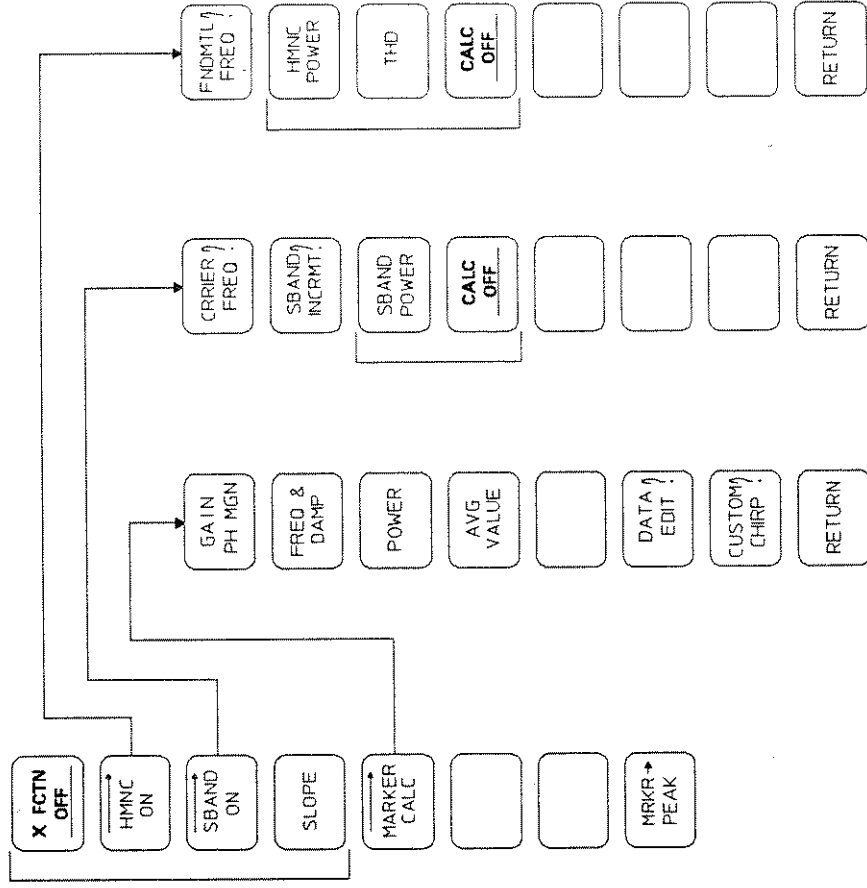 X FCTN
OFF
HMNC
ON
SBAND
ON
SLOPE
MARKER
CALC
MRKR→
PEAK
GAIN
PH MGN
FREQ &
DAMP
POWER
AVG
VALUE
DATA
EDIT
CUSTOM
CHIRP
RETURN
CRRIER
FREQ
SBAND
INCRMT
SBAND
POWER
CALC
OFF
RETURN
FNDMTL
FREQ
HMNC
POWER
THD
CALC
OFF
RETURN